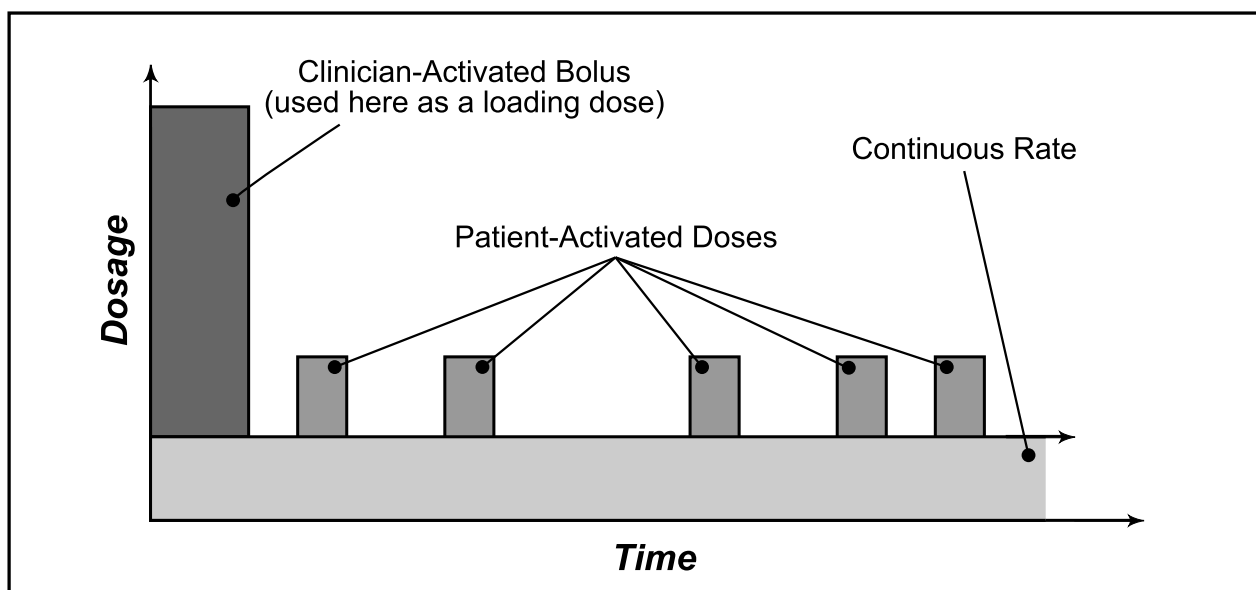 Clinician-Activated Bolus
(used here as a loading dose)
Continuous Rate
Patient-Activated Doses
Dosage
Time